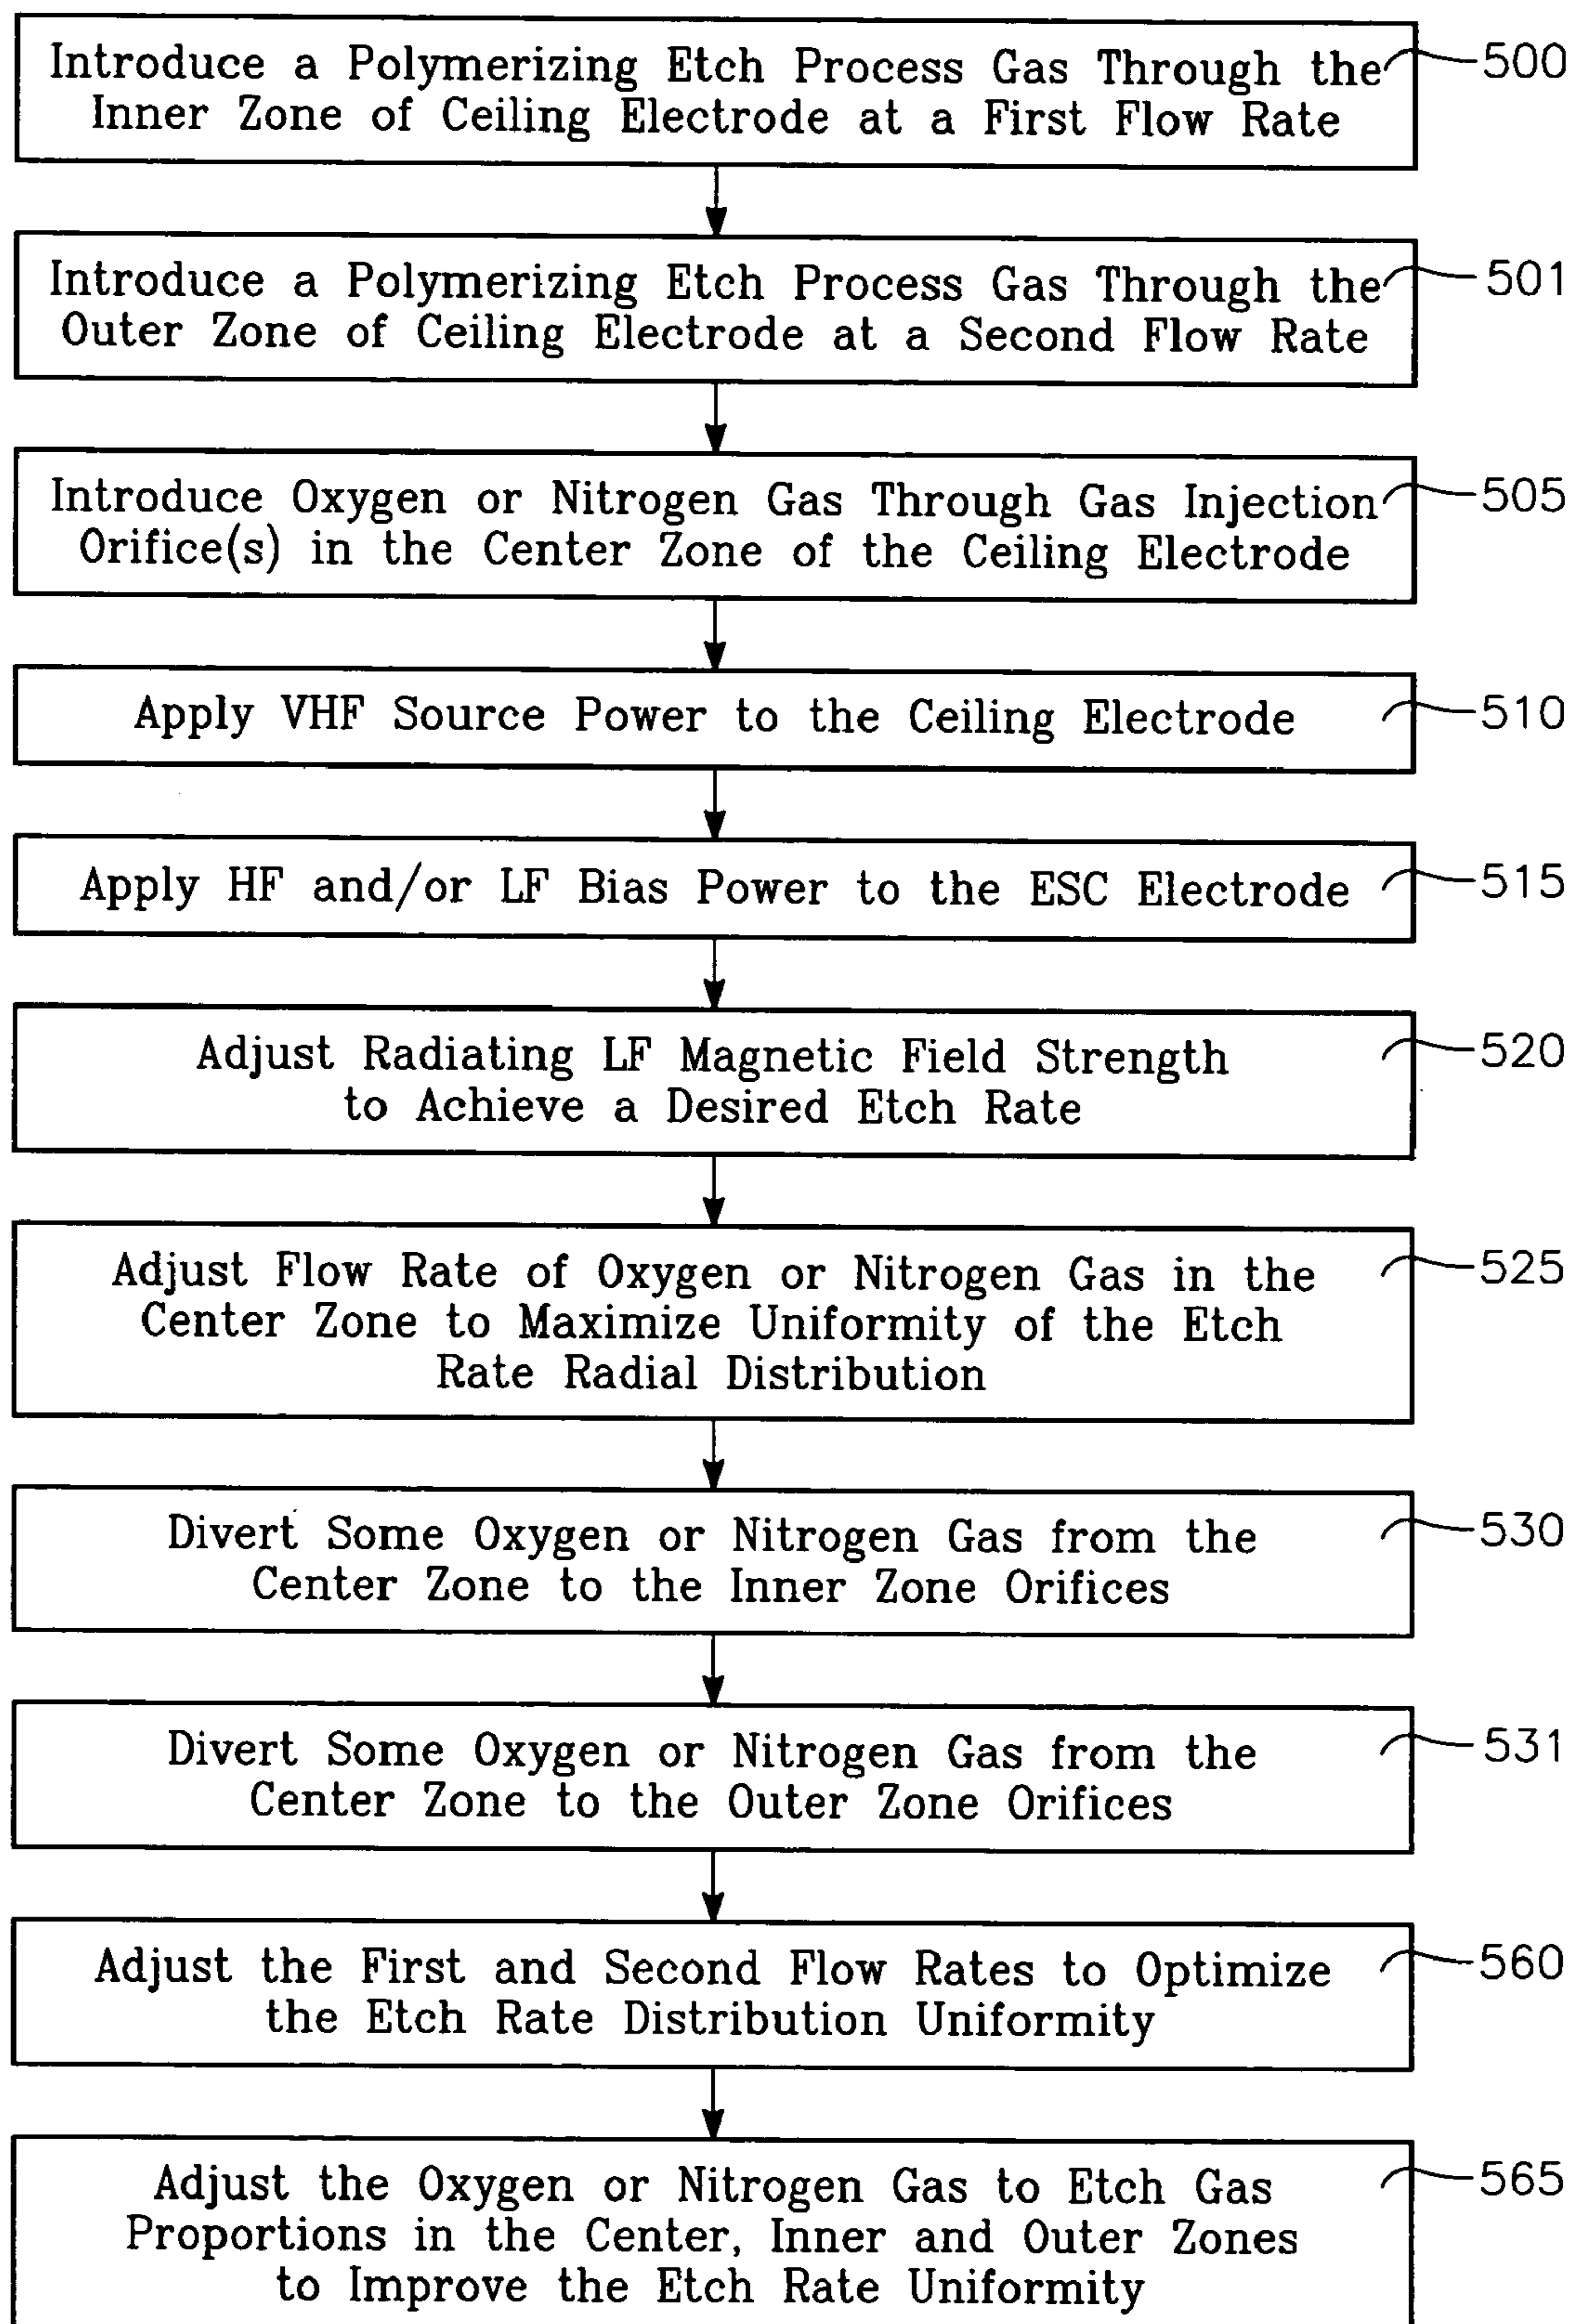 Introduce a Polymerizing Etch Process Gas Through the
Inner Zone of Ceiling Electrode at a First Flow Rate
500
Introduce a Polymerizing Etch Process Gas Through the
Outer Zone of Ceiling Electrode at a Second Flow Rate
501
Introduce Oxygen or Nitrogen Gas Through Gas Injection
Orifice(s) in the Center Zone of the Ceiling Electrode
505
Apply VHF Source Power to the Ceiling Electrode
510
Apply HF and/or LF Bias Power to the ESC Electrode
515
Adjust Radiating LF Magnetic Field Strength
to Achieve a Desired Etch Rate
520
Adjust Flow Rate of Oxygen or Nitrogen Gas in the
Center Zone to Maximize Uniformity of the Etch
Rate Radial Distribution
525
Divert Some Oxygen or Nitrogen Gas from the
Center Zone to the Inner Zone Orifices
530
Divert Some Oxygen or Nitrogen Gas from the
Center Zone to the Outer Zone Orifices
531
Adjust the First and Second Flow Rates to Optimize
the Etch Rate Distribution Uniformity
560
Adjust the Oxygen or Nitrogen Gas to Etch Gas
Proportions in the Center, Inner and Outer Zones
to Improve the Etch Rate Uniformity
565